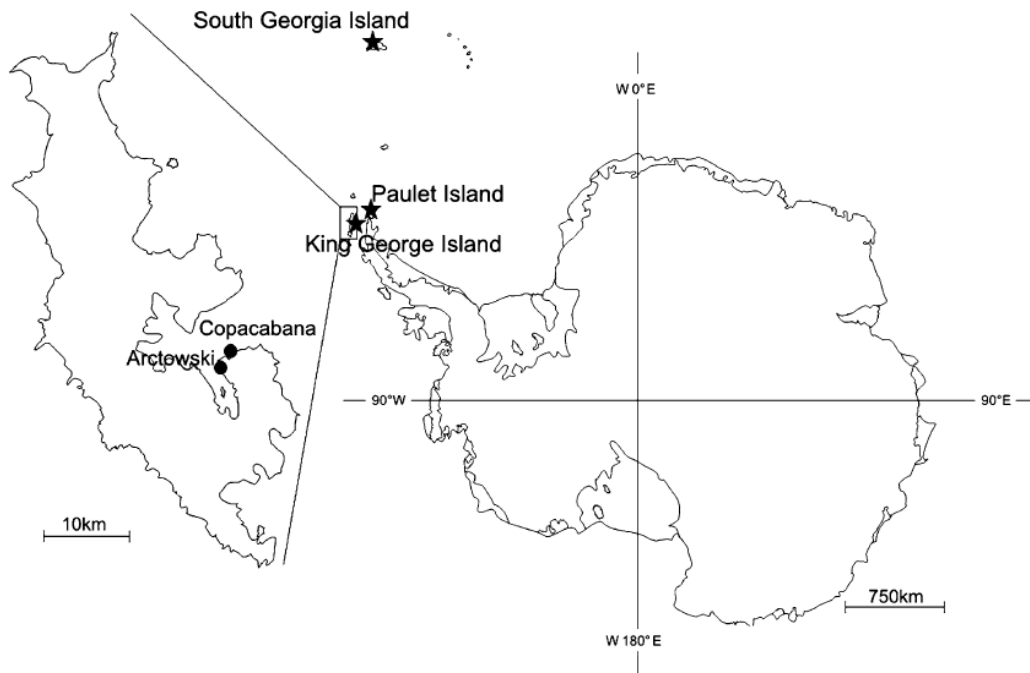 South Georgia Island
W 0°E
Paulet Island
King George Island
Copacabana
Arctowski
90°W
90°E
10km
750km
W 180°E